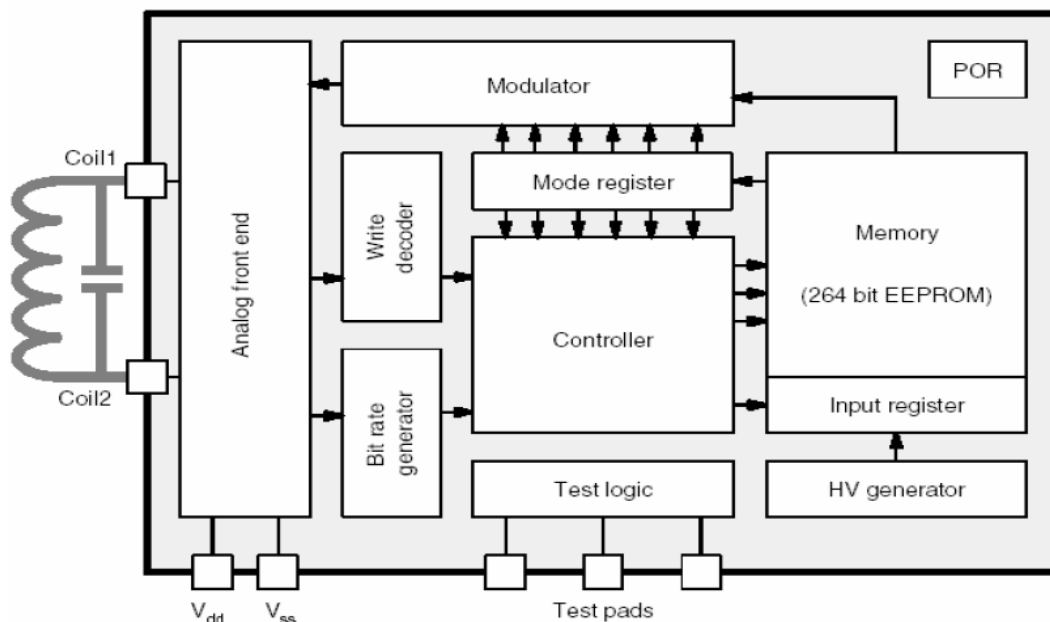 Modulator
POR
Coil1
Mode register
Write
decoder
Memory
(264 bit EEPROM)
Analog front end
Controller
Coil2
Input register
Bit rate
generator
Test logic
HV generator
Vdd
Vss
Test pads